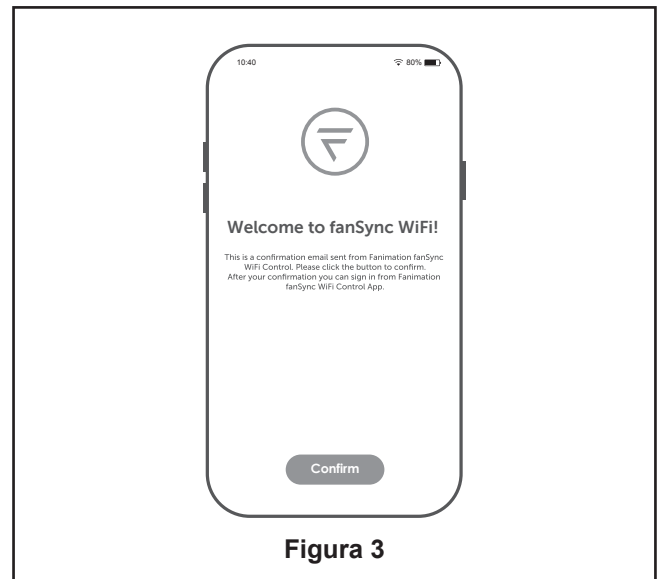 10:40 80%
Welcome to fanSync WiFi!
This is a confirmation email sent from Fanimation fanSync
WiFi Control. Please click the button to confirm.
After your confirmation you can sign in from Fanimation
fanSync WiFi Control App.
Confirm
Figura 3